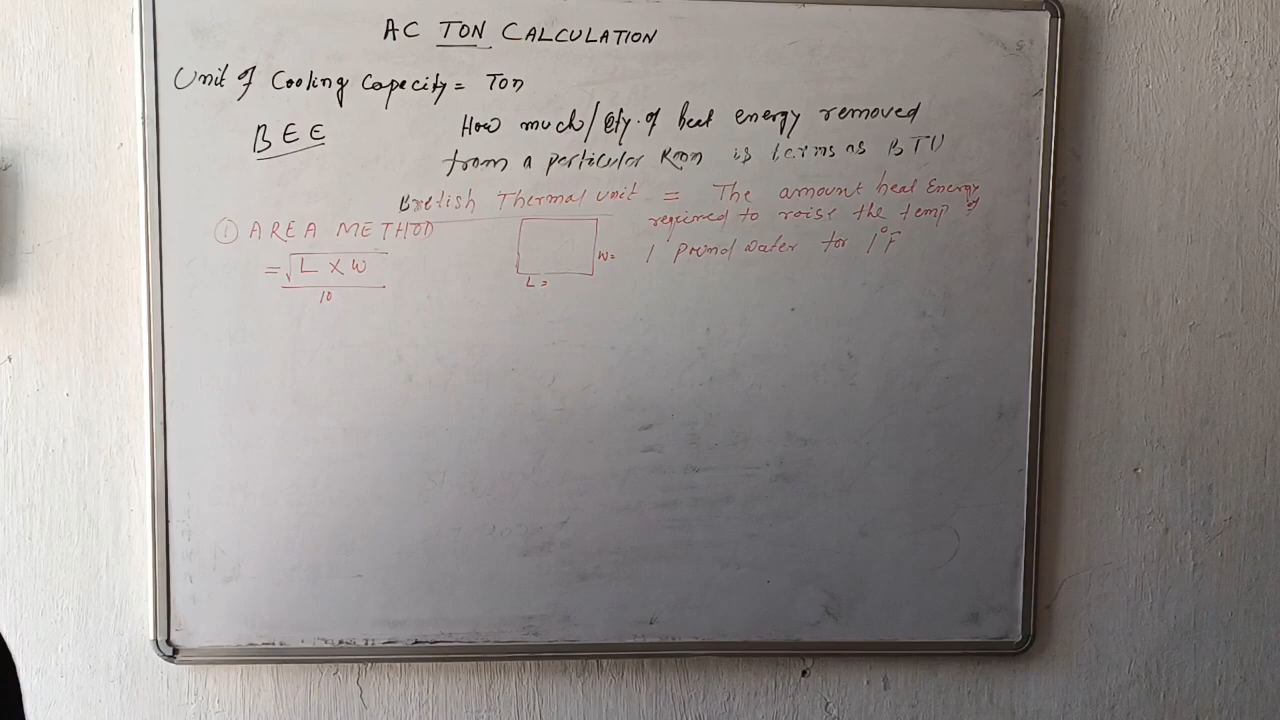 AC TON CALCULATION
Unit of Cooling Capacity = Ton
BEE
How much/Qty. of heat energy removed
from a particular Room is terms as BTU
Bretish Thermal unit = The amount heat Energy
required to raise the temp of
1 pound water for 1°F
① AREA METHOD
= √L X W
10
W=
L =